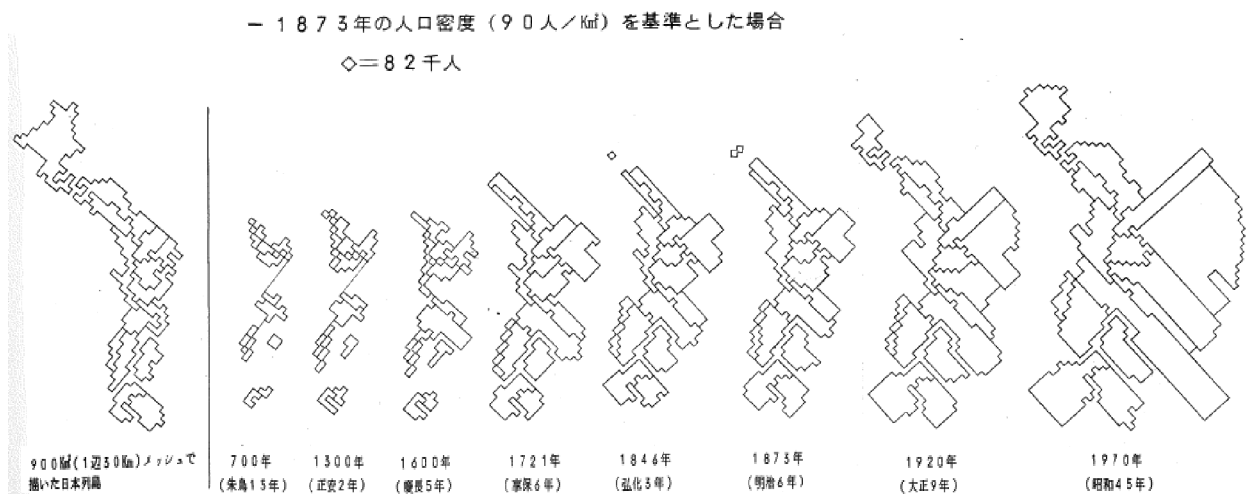 ー1873年の人口密度(90人/K㎡)を基準とした場合
◇=82千人
900K㎡(1辺30Km)メッシュで
描いた日本列島
700年
(朱鳥15年)
1300年
(正安2年)
1600年
(慶長5年)
1721年
(享保6年)
1846年
(弘化3年)
1873年
(明治6年)
1920年
(大正9年)
1970年
(昭和45年)